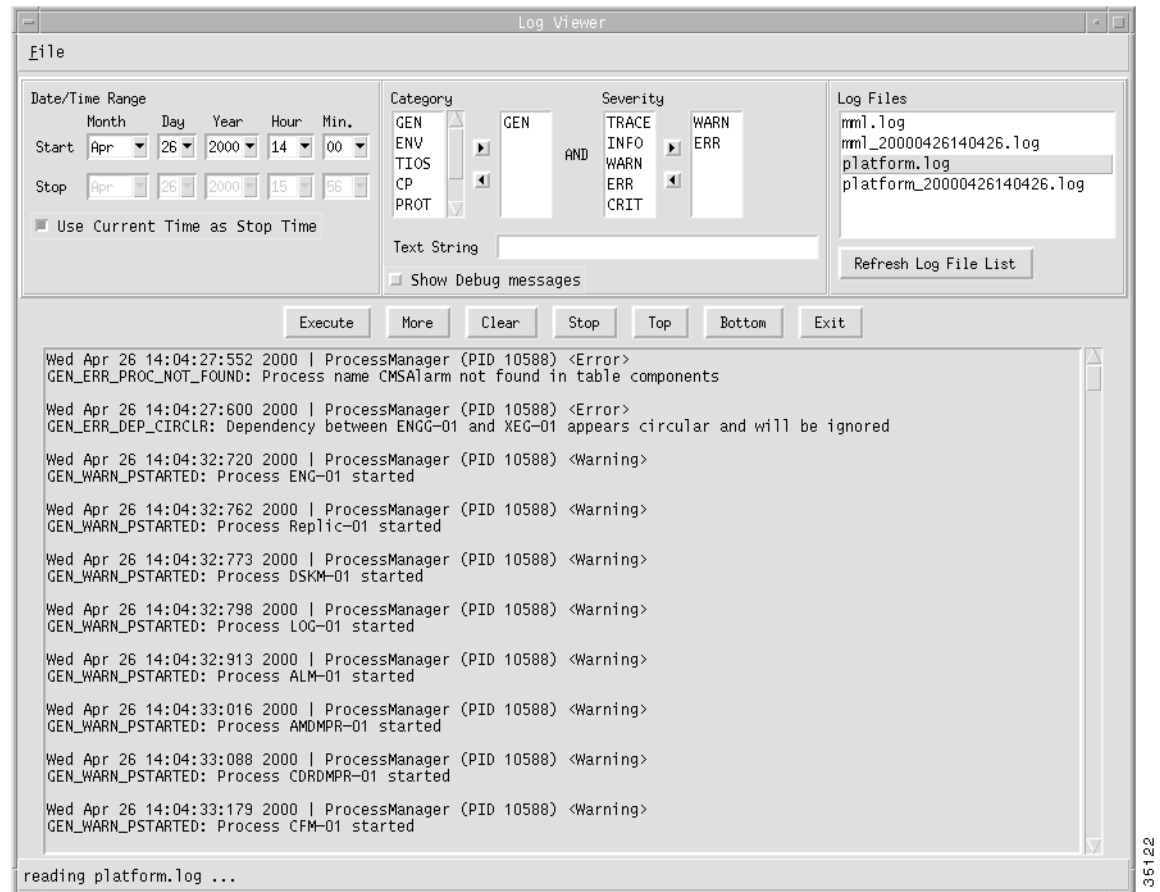 Log Viewer
File
Date/Time Range
Month Day Year Hour Min.
Start Apr 26 2000 14 00
Stop Apr 26 2000 15 56
Use Current Time as Stop Time
Category
GEN
ENV
TIOS
CP
PROT
GEN
AND
Severity
TRACE
INFO
WARN
ERR
CRIT
WARN
ERR
Text String
Show Debug messages
Log Files
mml.log
mml_20000426140426.log
platform.log
platform_20000426140426.log
Refresh Log File List
Execute More Clear Stop Top Bottom Exit
Wed Apr 26 14:04:27:552 2000 | ProcessManager (PID 10588) <Error>
GEN_ERR_PROC_NOT_FOUND: Process name CMSAlarm not found in table components
Wed Apr 26 14:04:27:600 2000 | ProcessManager (PID 10588) <Error>
GEN_ERR_DEP_CIRCLR: Dependency between ENGG-01 and XEG-01 appears circular and will be ignored
Wed Apr 26 14:04:32:720 2000 | ProcessManager (PID 10588) <Warning>
GEN_WARN_PSTARTED: Process ENG-01 started
Wed Apr 26 14:04:32:762 2000 | ProcessManager (PID 10588) <Warning>
GEN_WARN_PSTARTED: Process Replic-01 started
Wed Apr 26 14:04:32:773 2000 | ProcessManager (PID 10588) <Warning>
GEN_WARN_PSTARTED: Process DSKM-01 started
Wed Apr 26 14:04:32:798 2000 | ProcessManager (PID 10588) <Warning>
GEN_WARN_PSTARTED: Process LOG-01 started
Wed Apr 26 14:04:32:913 2000 | ProcessManager (PID 10588) <Warning>
GEN_WARN_PSTARTED: Process ALM-01 started
Wed Apr 26 14:04:33:016 2000 | ProcessManager (PID 10588) <Warning>
GEN_WARN_PSTARTED: Process AMDMPR-01 started
Wed Apr 26 14:04:33:088 2000 | ProcessManager (PID 10588) <Warning>
GEN_WARN_PSTARTED: Process CDRDMPR-01 started
Wed Apr 26 14:04:33:179 2000 | ProcessManager (PID 10588) <Warning>
GEN_WARN_PSTARTED: Process CFM-01 started
reading platform.log ...
35122